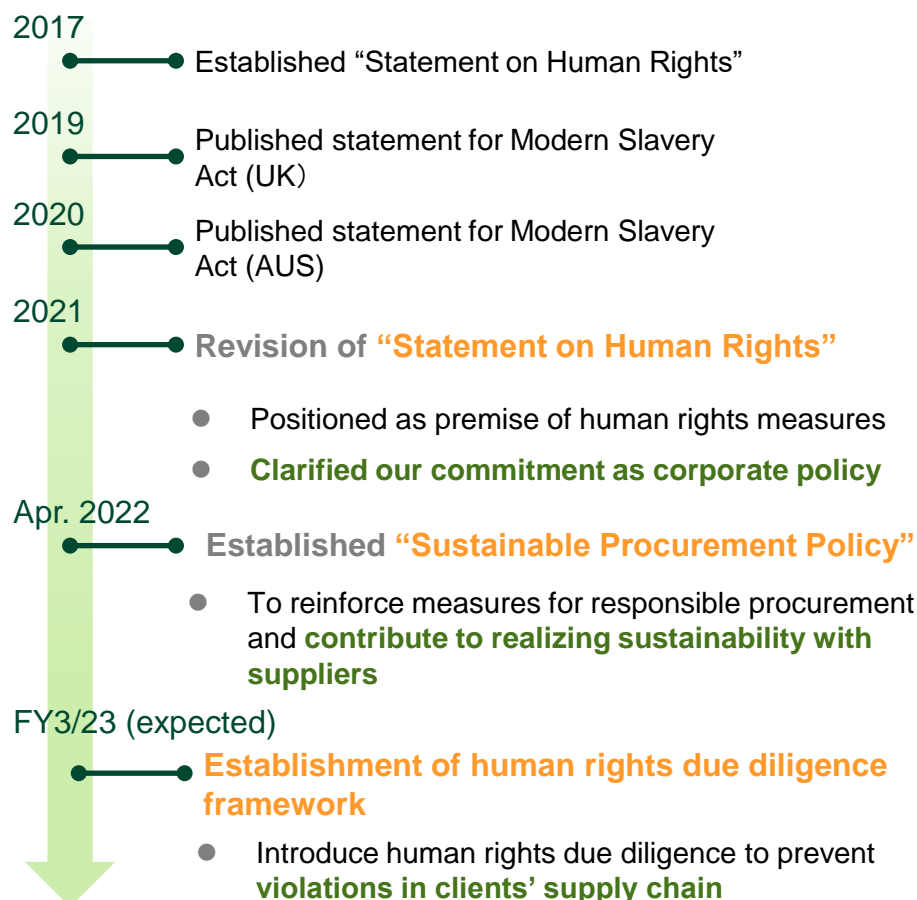 2017
Established “Statement on Human Rights”
2019
Published statement for Modern Slavery
Act (UK）
2020
Published statement for Modern Slavery
Act (AUS)
2021
Revision of “Statement on Human Rights”
● Positioned as premise of human rights measures
● Clarified our commitment as corporate policy
Apr. 2022
Established “Sustainable Procurement Policy”
● To reinforce measures for responsible procurement
and contribute to realizing sustainability with
suppliers
FY3/23 (expected)
Establishment of human rights due diligence
framework
● Introduce human rights due diligence to prevent
violations in clients’ supply chain